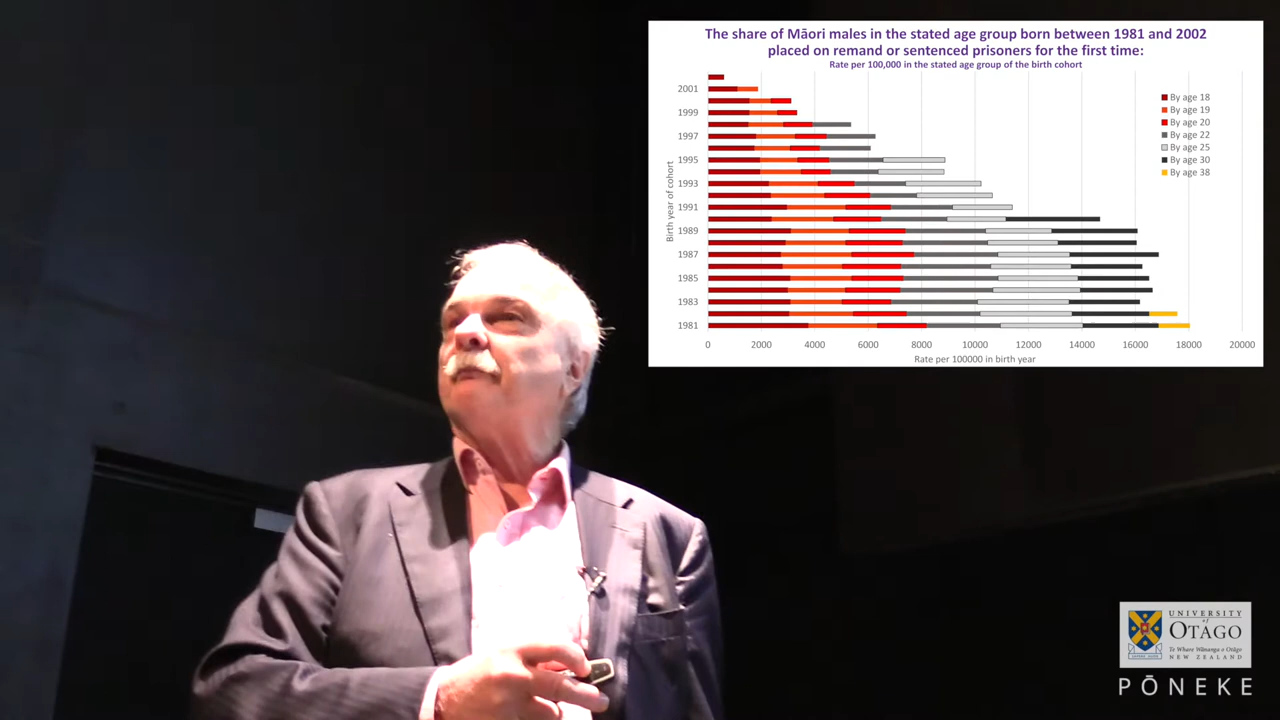 The share of Māori males in the stated age group born between 1981 and 2002
placed on remand or sentenced prisoners for the first time:
Rate per 100,000 in the stated age group of the birth cohort
Birth year of cohort
2001
1999
1997
1995
1993
1991
1989
1987
1985
1983
1981
By age 18
By age 19
By age 20
By age 22
By age 25
By age 30
By age 38
0 2000 4000 6000 8000 10000 12000 14000 16000 18000 20000
Rate per 100000 in birth year
UNIVERSITY
of
OTAGO
Te Whare Wānanga o Otāgo
NEW ZEALAND
PŌNEKE